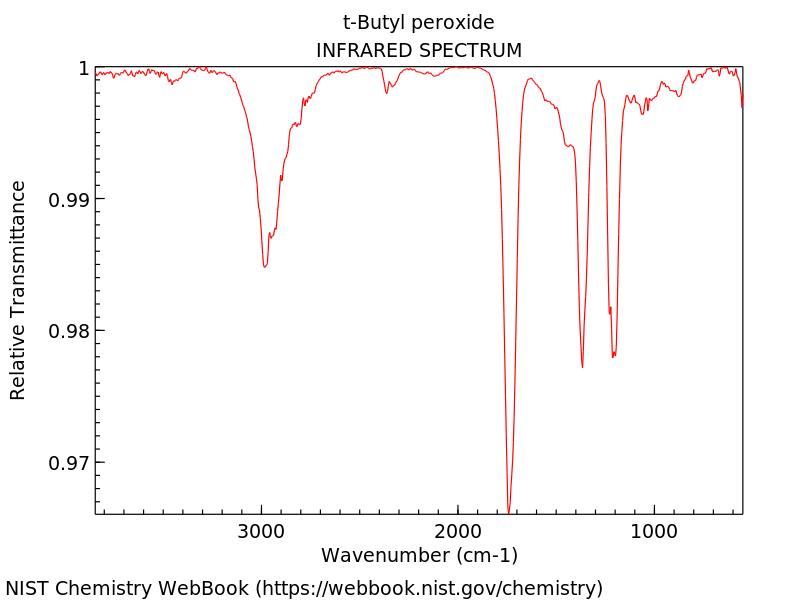 t-Butyl peroxide
INFRARED SPECTRUM
1
0.99
0.98
0.97
Relative Transmittance
3000 2000 1000
Wavenumber (cm-1)
NIST Chemistry WebBook (https://webbook.nist.gov/chemistry)